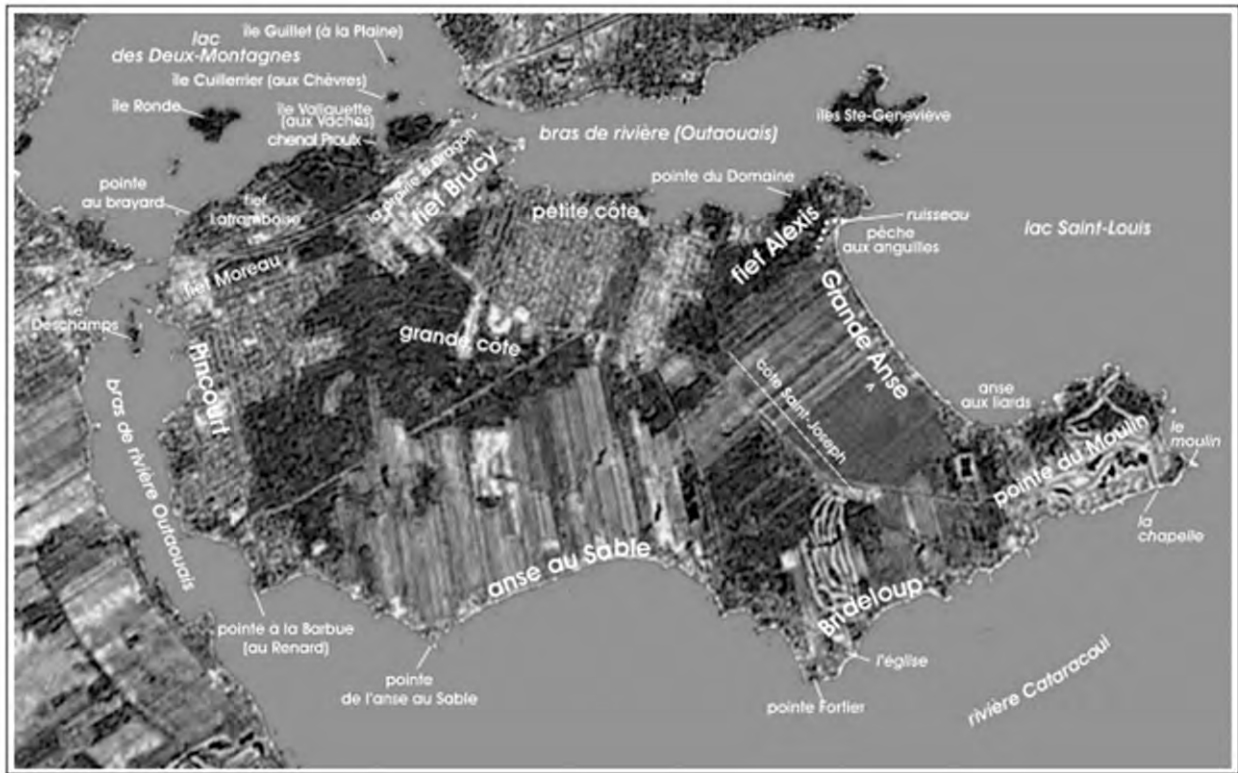 lac
des Deux-Montagnes
île Guillet (à la Plaine)
île Cuillerrier (aux Chèvres)
île Ronde
île Valiquette
(aux Vaches)
chenal Proulx
bras de rivière (Outaouais)
îles Ste-Geneviève
pointe
au brayard
fief
Laframboise
la prairie à dragon
fief Brucy
petite côte
pointe du Domaine
fief Alexis
ruisseau
pêche
aux anguilles
lac Saint-Louis
fief Moreau
île
Deschamps
Pincourt
grande côte
Grande Anse
côte Saint-Joseph
anse
aux liards
pointe du Moulin
le
moulin
la
chapelle
bras de rivière Outaouais
anse au Sable
Brideloup
pointe à la Barbue
(au Renard)
pointe
de l'anse au Sable
l'église
pointe Fortier
rivière Cataracoui